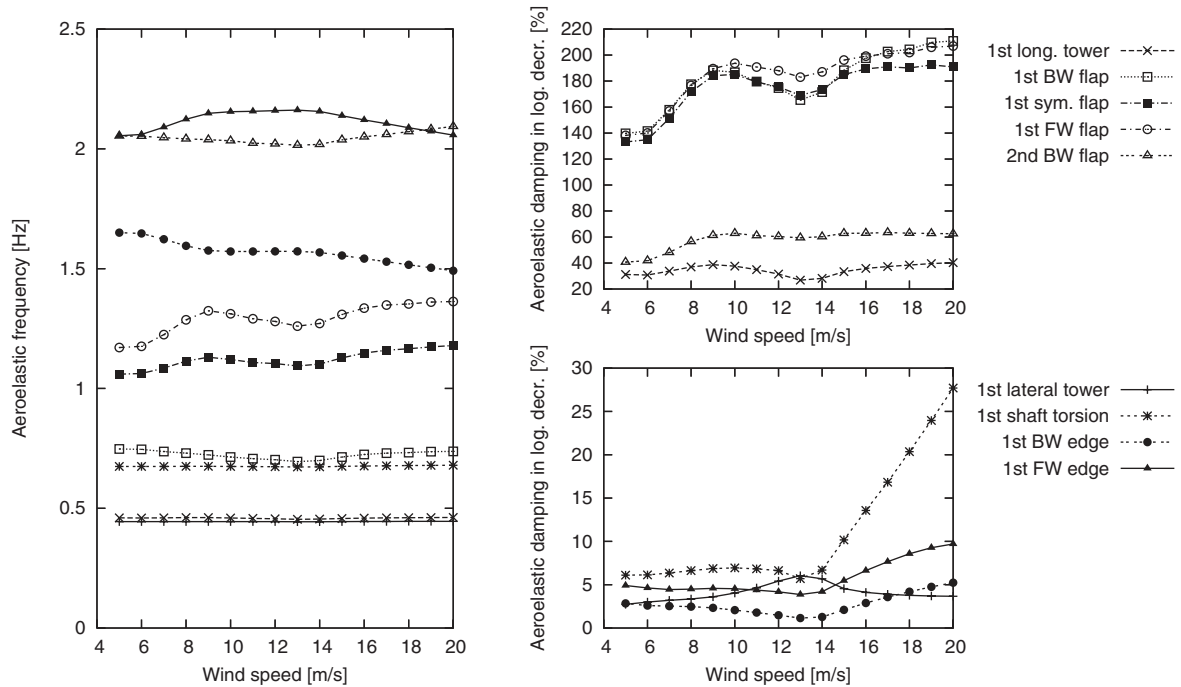 Aeroelastic frequency [Hz]
2.5
2
1.5
1
0.5
0
4 6 8 10 12 14 16 18 20
Wind speed [m/s]
Aeroelastic damping in log. decr. [%]
220
200
180
160
140
120
100
80
60
40
20
4 6 8 10 12 14 16 18 20
Wind speed [m/s]
1st long. tower
1st BW flap
1st sym. flap
1st FW flap
2nd BW flap
Aeroelastic damping in log. decr. [%]
30
25
20
15
10
5
0
4 6 8 10 12 14 16 18 20
Wind speed [m/s]
1st lateral tower
1st shaft torsion
1st BW edge
1st FW edge